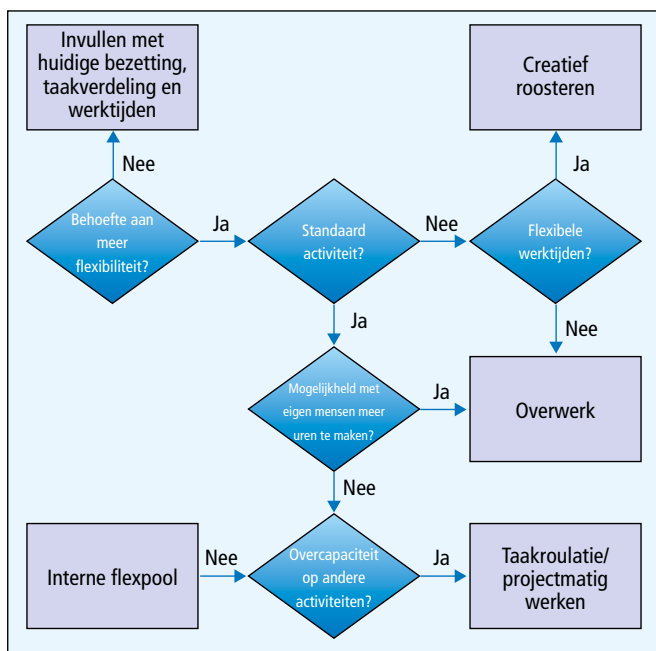 Invullen met
huidige bezetting,
taakverdeling en
werktijden
Creatief
roosteren
Nee
Ja
Behoefte aan
meer
flexibiliteit?
Ja
Standaard
activiteit?
Nee
Flexibele
werktijden?
Ja
Nee
Mogelijkheid met
eigen mensen meer
uren te maken?
Ja
Overwerk
Nee
Interne flexpool
Nee
Overcapaciteit
op andere
activiteiten?
Ja
Taakroulatie/
projectmatig
werken